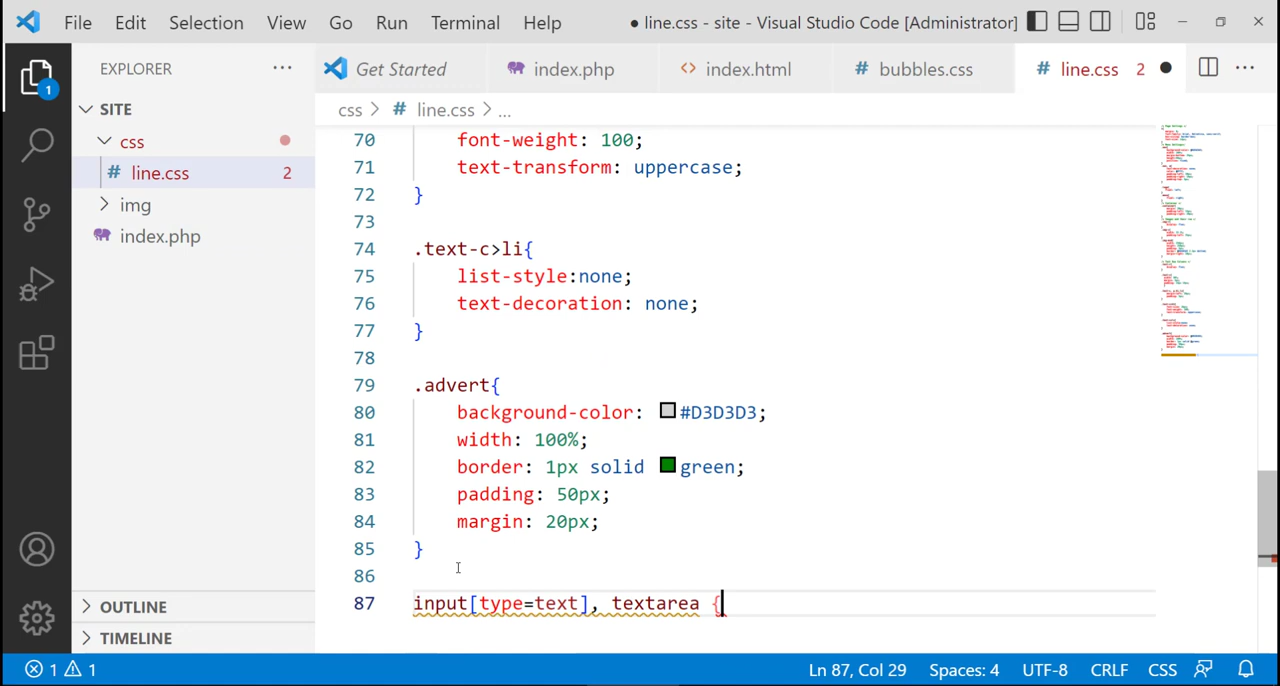 File Edit Selection View Go Run Terminal Help ● line.css - site - Visual Studio Code [Administrator]
EXPLORER ... Get Started index.php <> index.html # bubbles.css # line.css 2 ● ...
1
SITE
css > # line.css > ...
css
# line.css 2
img
index.php
70 font-weight: 100;
71 text-transform: uppercase;
72 }
73
74 .text-c>li{
75 list-style:none;
76 text-decoration: none;
77 }
78
79 .advert{
80 background-color: #D3D3D3;
81 width: 100%;
82 border: 1px solid green;
83 padding: 50px;
84 margin: 20px;
85 }
86
87 input[type=text], textarea {
OUTLINE
TIMELINE
1 1 Ln 87, Col 29 Spaces: 4 UTF-8 CRLF CSS